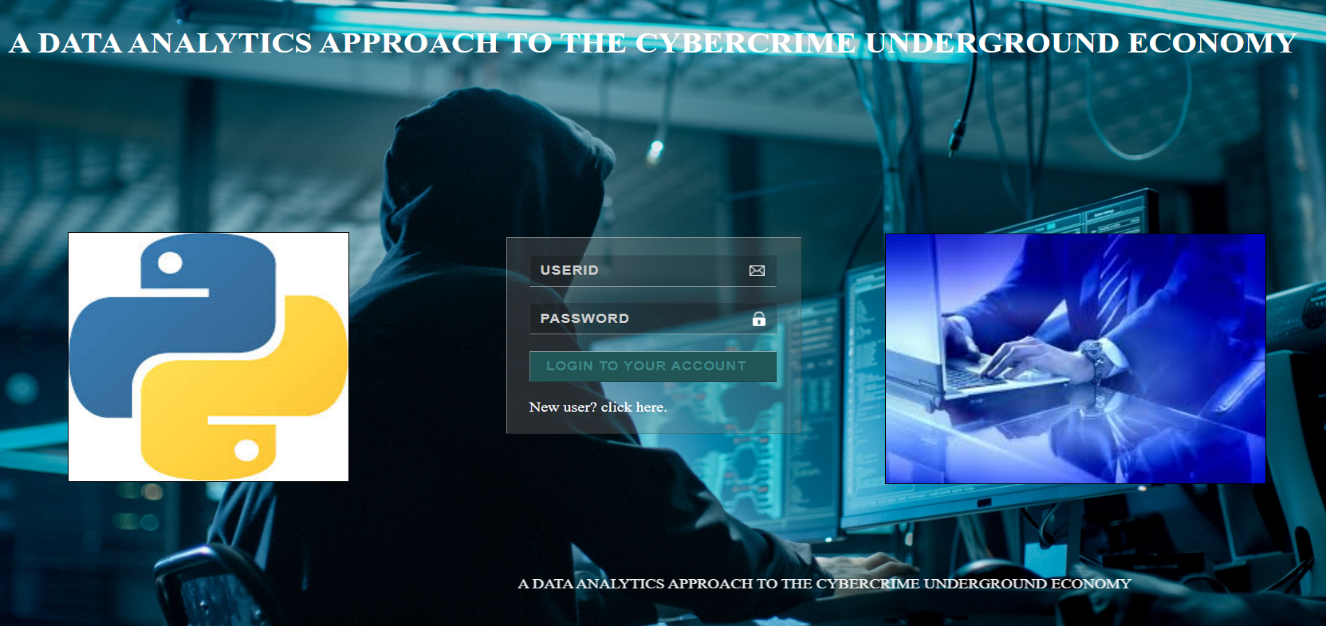 A DATA ANALYTICS APPROACH TO THE CYBERCRIME UNDERGROUND ECONOMY
USERID
PASSWORD
LOGIN TO YOUR ACCOUNT
New user? click here.
A DATA ANALYTICS APPROACH TO THE CYBERCRIME UNDERGROUND ECONOMY